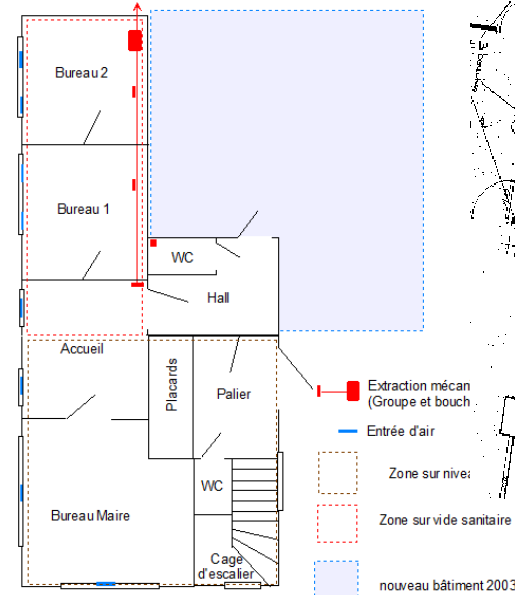 Bureau 2
Bureau 1
WC
Hall
Accueil
Placards
Palier
WC
Bureau Maire
Cage
d'escalier
Extraction mécan
(Groupe et bouch
Entrée d'air
Zone sur nive
Zone sur vide sanitaire
nouveau bâtiment 2003